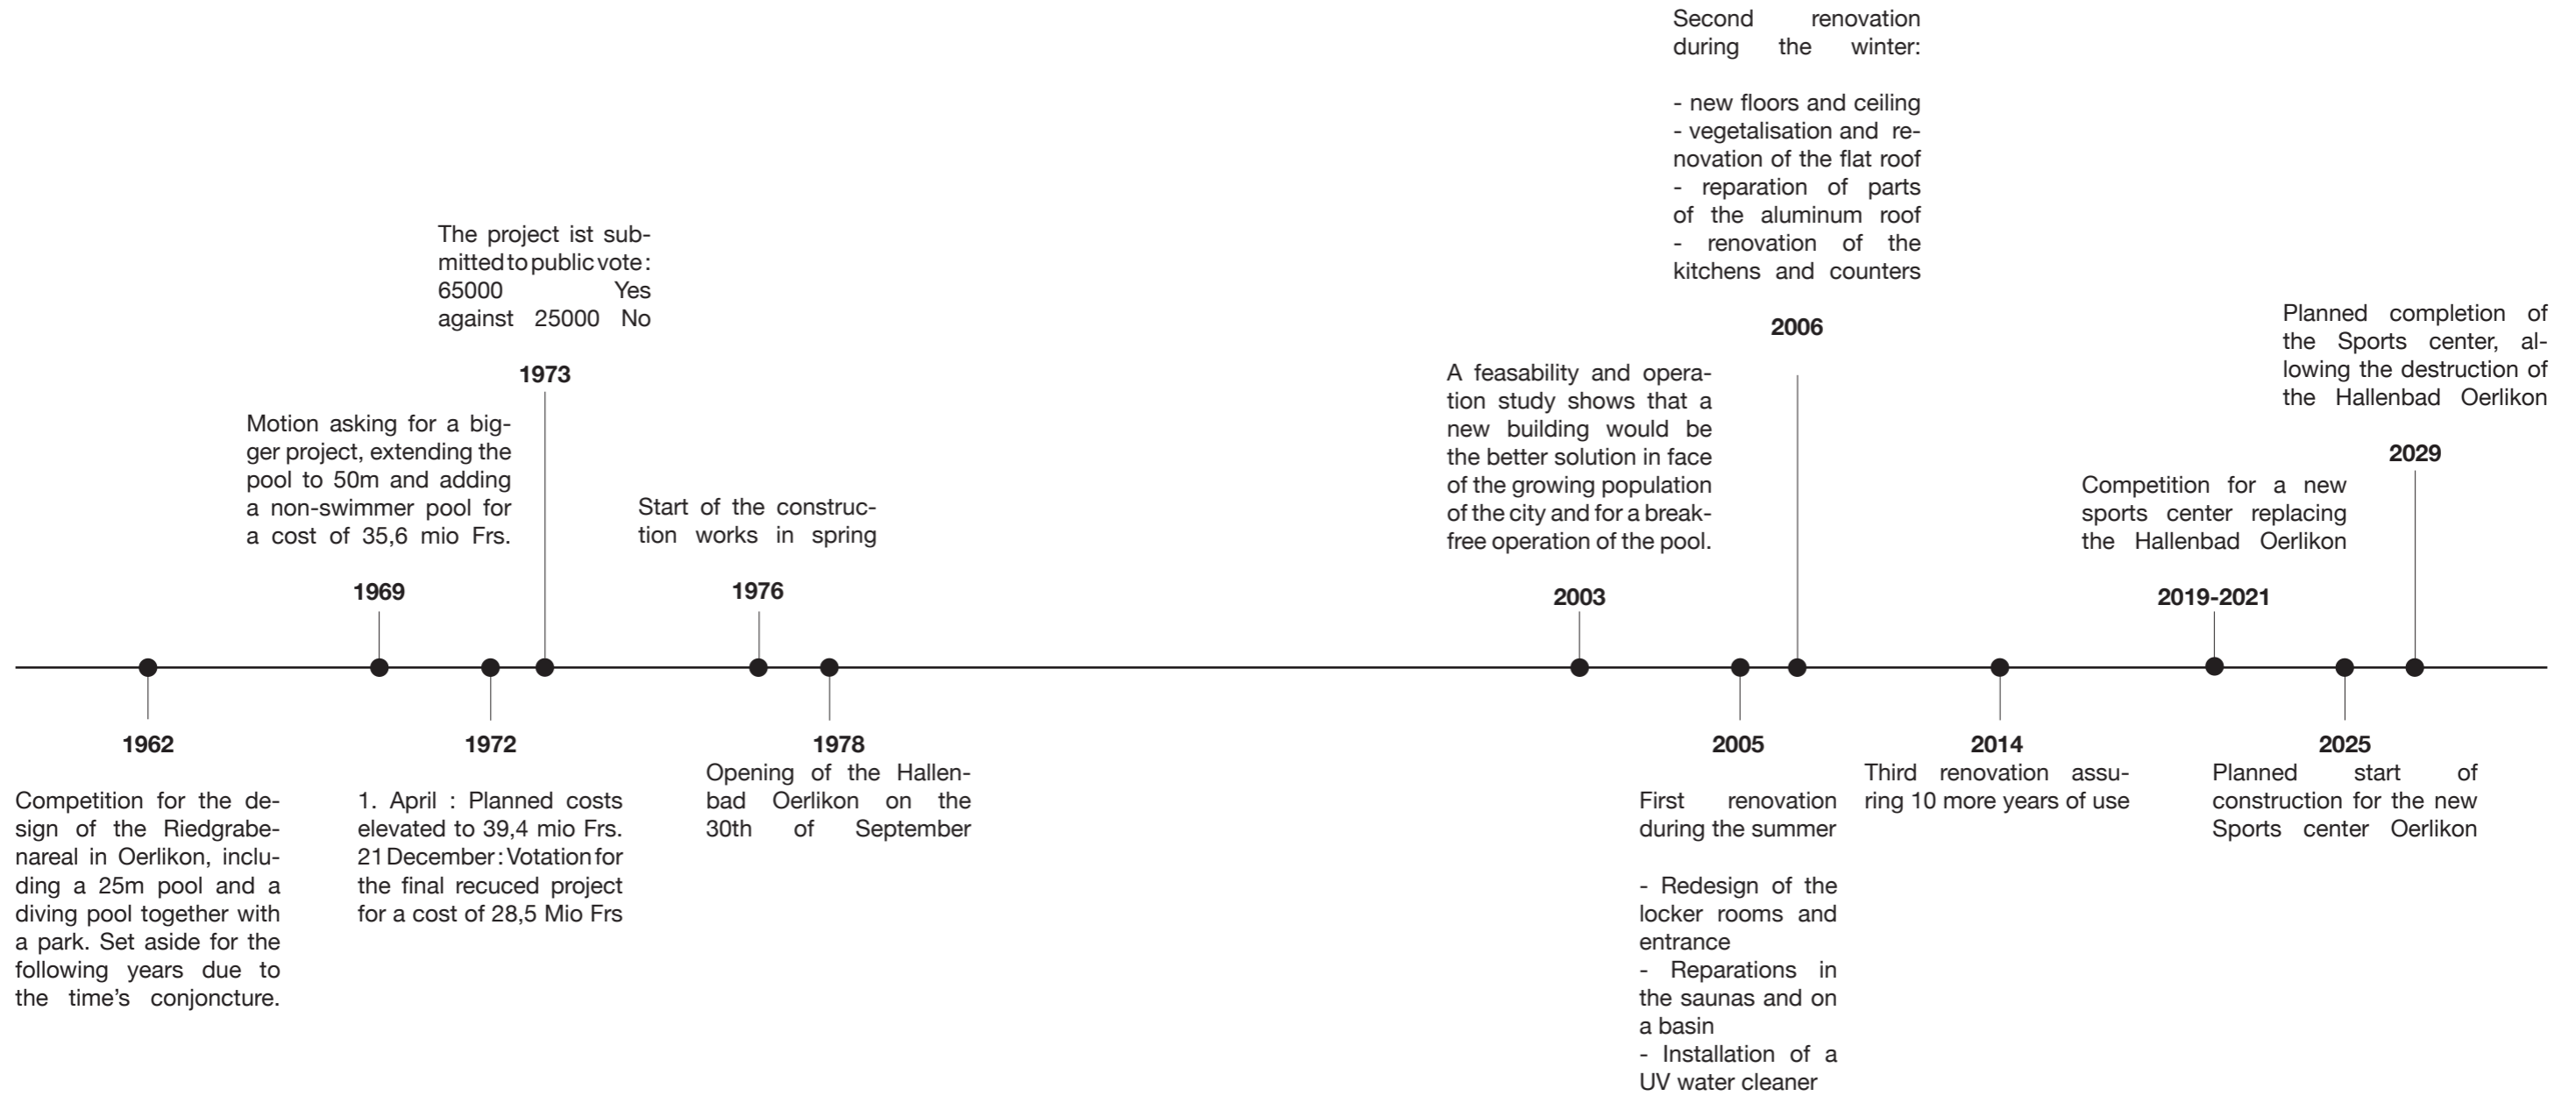 Second renovation
during the winter:
- new floors and ceiling
- vegetalisation and re-
novation of the flat roof
- reparation of parts
of the aluminum roof
- renovation of the
kitchens and counters
2006
The project ist sub-
mitted to public vote :
65000 Yes
against 25000 No
1973
Planned completion of
the Sports center, al-
lowing the destruction of
the Hallenbad Oerlikon
2029
A feasability and opera-
tion study shows that a
new building would be
the better solution in face
of the growing population
of the city and for a break-
free operation of the pool.
2003
Motion asking for a big-
ger project, extending the
pool to 50m and adding
a non-swimmer pool for
a cost of 35,6 mio Frs.
1969
Start of the construc-
tion works in spring
1976
Competition for a new
sports center replacing
the Hallenbad Oerlikon
2019-2021
1962
Competition for the de-
sign of the Riedgrabe-
nareal in Oerlikon, inclu-
ding a 25m pool and a
diving pool together with
a park. Set aside for the
following years due to
the time's conjoncture.
1972
1. April : Planned costs
elevated to 39,4 mio Frs.
21 December : Votation for
the final recuced project
for a cost of 28,5 Mio Frs
1978
Opening of the Hallen-
bad Oerlikon on the
30th of September
2005
First renovation
during the summer
- Redesign of the
locker rooms and
entrance
- Reparations in
the saunas and on
a basin
- Installation of a
UV water cleaner
2014
Third renovation assu-
ring 10 more years of use
2025
Planned start of
construction for the new
Sports center Oerlikon